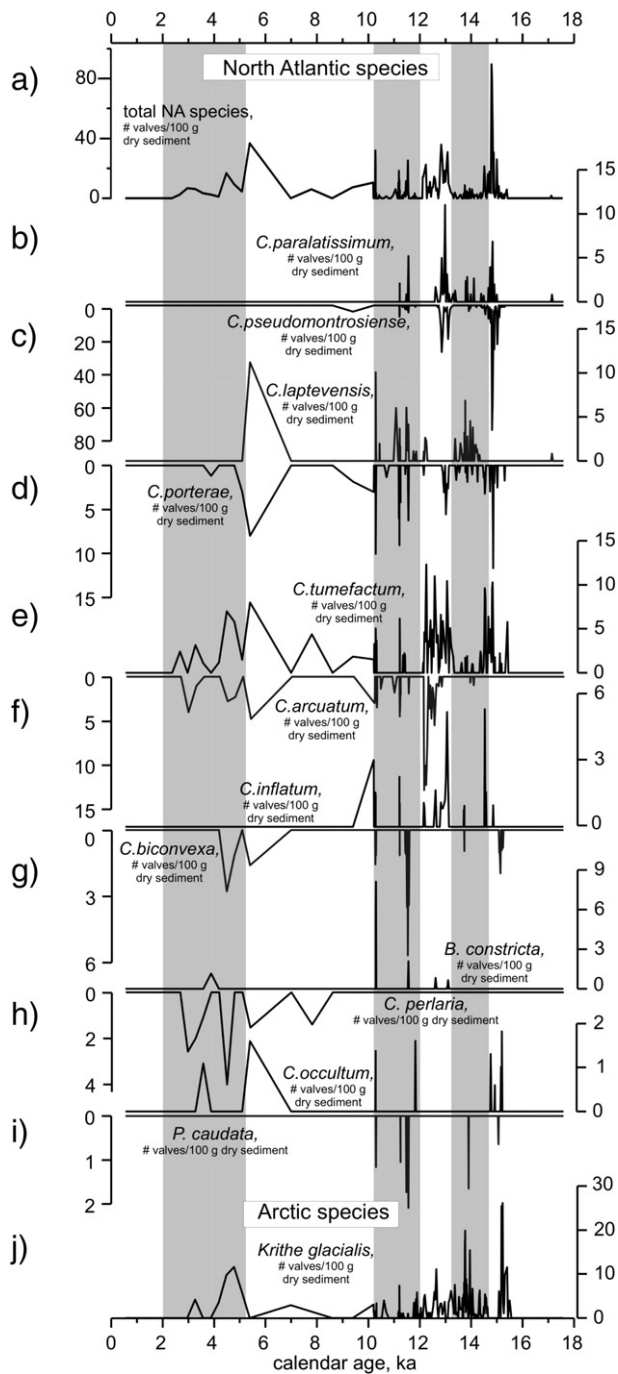 0 2 4 6 8 10 12 14 16 18
North Atlantic species
a)
80
40
0
total NA species,
# valves/100 g
dry sediment
15
10
5
0
b)
C.paralatissimum,
# valves/100 g
dry sediment
0
20
40
60
80
C.pseudomontrosiense,
# valves/100 g
dry sediment
c)
15
10
5
0
C.laptevensis,
# valves/100 g
dry sediment
d)
0
5
10
15
C.porterae,
# valves/100 g
dry sediment
15
10
5
0
e)
C.tumefactum,
# valves/100 g
dry sediment
f)
0
5
10
15
C.arcuatum,
# valves/100 g
dry sediment
6
3
0
C.inflatum,
# valves/100 g
dry sediment
g)
0
3
6
C.biconvexa,
# valves/100 g
dry sediment
9
6
3
0
B. constricta,
# valves/100 g
dry sediment
h)
0
2
4
C. perlaria,
# valves/100 g dry sediment
2
1
0
C.occultum,
# valves/100 g
dry sediment
i)
0
1
2
P. caudata,
# valves/100 g dry sediment
Arctic species
j)
30
20
10
0
Krithe glacialis,
# valves/100 g
dry sediment
0 2 4 6 8 10 12 14 16 18
calendar age, ka